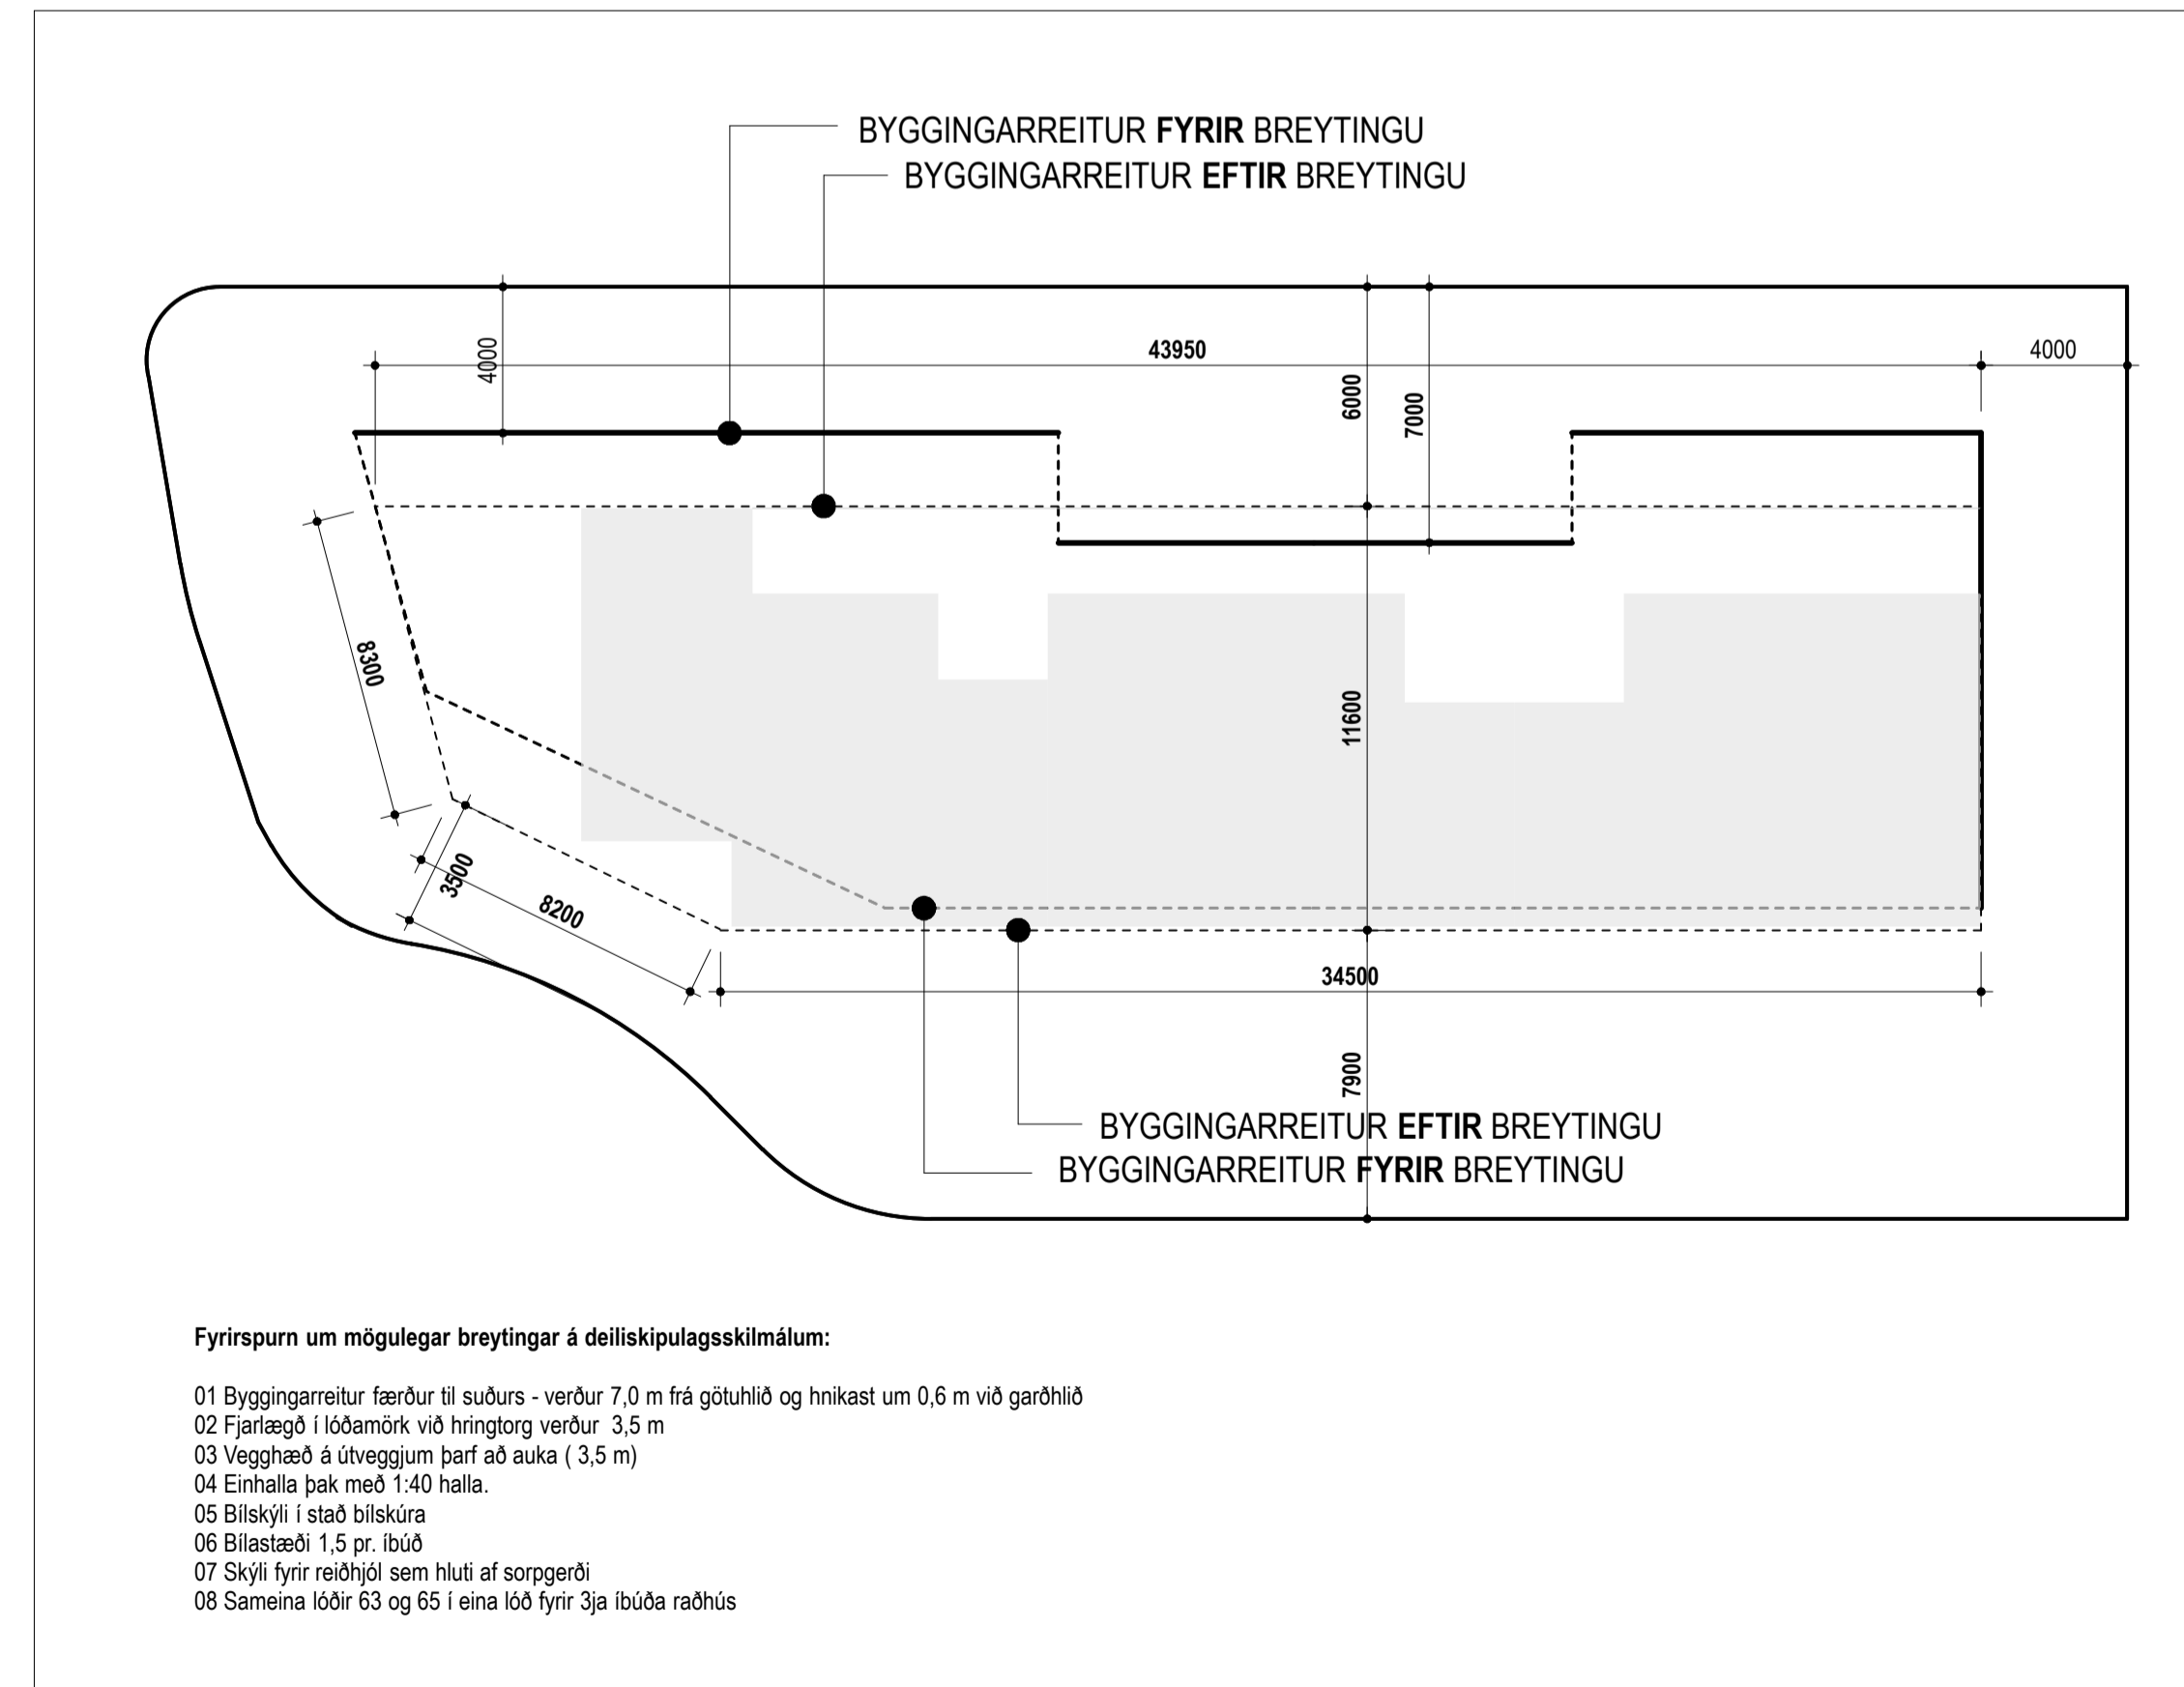 BYGGINGARREITUR FYRIR BREYTINGU
BYGGINGARREITUR EFTIR BREYTINGU
4000
43950
4000
6000
7000
8300
11600
3500
8200
34500
7900
BYGGINGARREITUR EFTIR BREYTINGU
BYGGINGARREITUR FYRIR BREYTINGU
Fyrirspurn um mögulegar breytingar á deiliskipulagsskilmálum:
01 Byggingarreitur færður til suðurs - verður 7,0 m frá götuhlið og hnikast um 0,6 m við garðhlið
02 Fjarlægð í lóðamörk við hringtorg verður 3,5 m
03 Vegghæð á útveggjum þarf að auka ( 3,5 m)
04 Einhalla þak með 1:40 halla.
05 Bílskýli í stað bílskúra
06 Bílastæði 1,5 pr. íbúð
07 Skýli fyrir reiðhjól sem hluti af sorpgerði
08 Sameina lóðir 63 og 65 í eina lóð fyrir 3ja íbúða raðhús